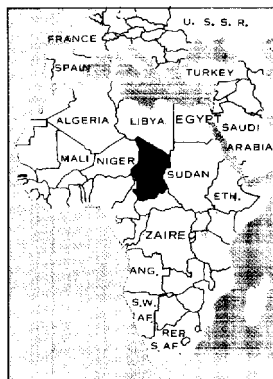 U. S. S. R.
FRANCE
SPAIN
TURKEY
ALGERIA
LIBYA
EGYPT
SAUDI
ARABIA
MALI
NIGER
SUDAN
ETH.
ZAIRE
ANG.
S.W.
AF.
REP.
S. AF.